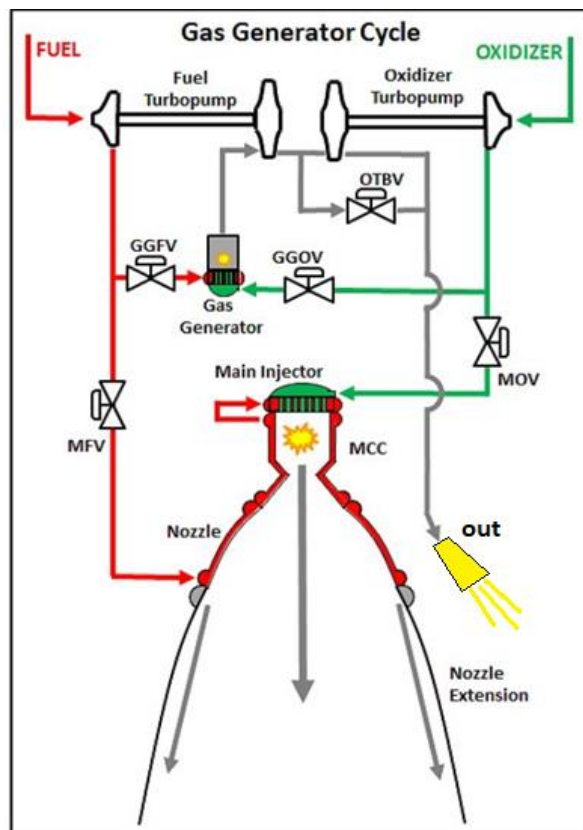 Gas Generator Cycle
FUEL
OXIDIZER
Fuel
Turbopump
Oxidizer
Turbopump
OTBV
GGFV
GGOV
Gas
Generator
Main Injector
MOV
MFV
MCC
Nozzle
out
Nozzle
Extension